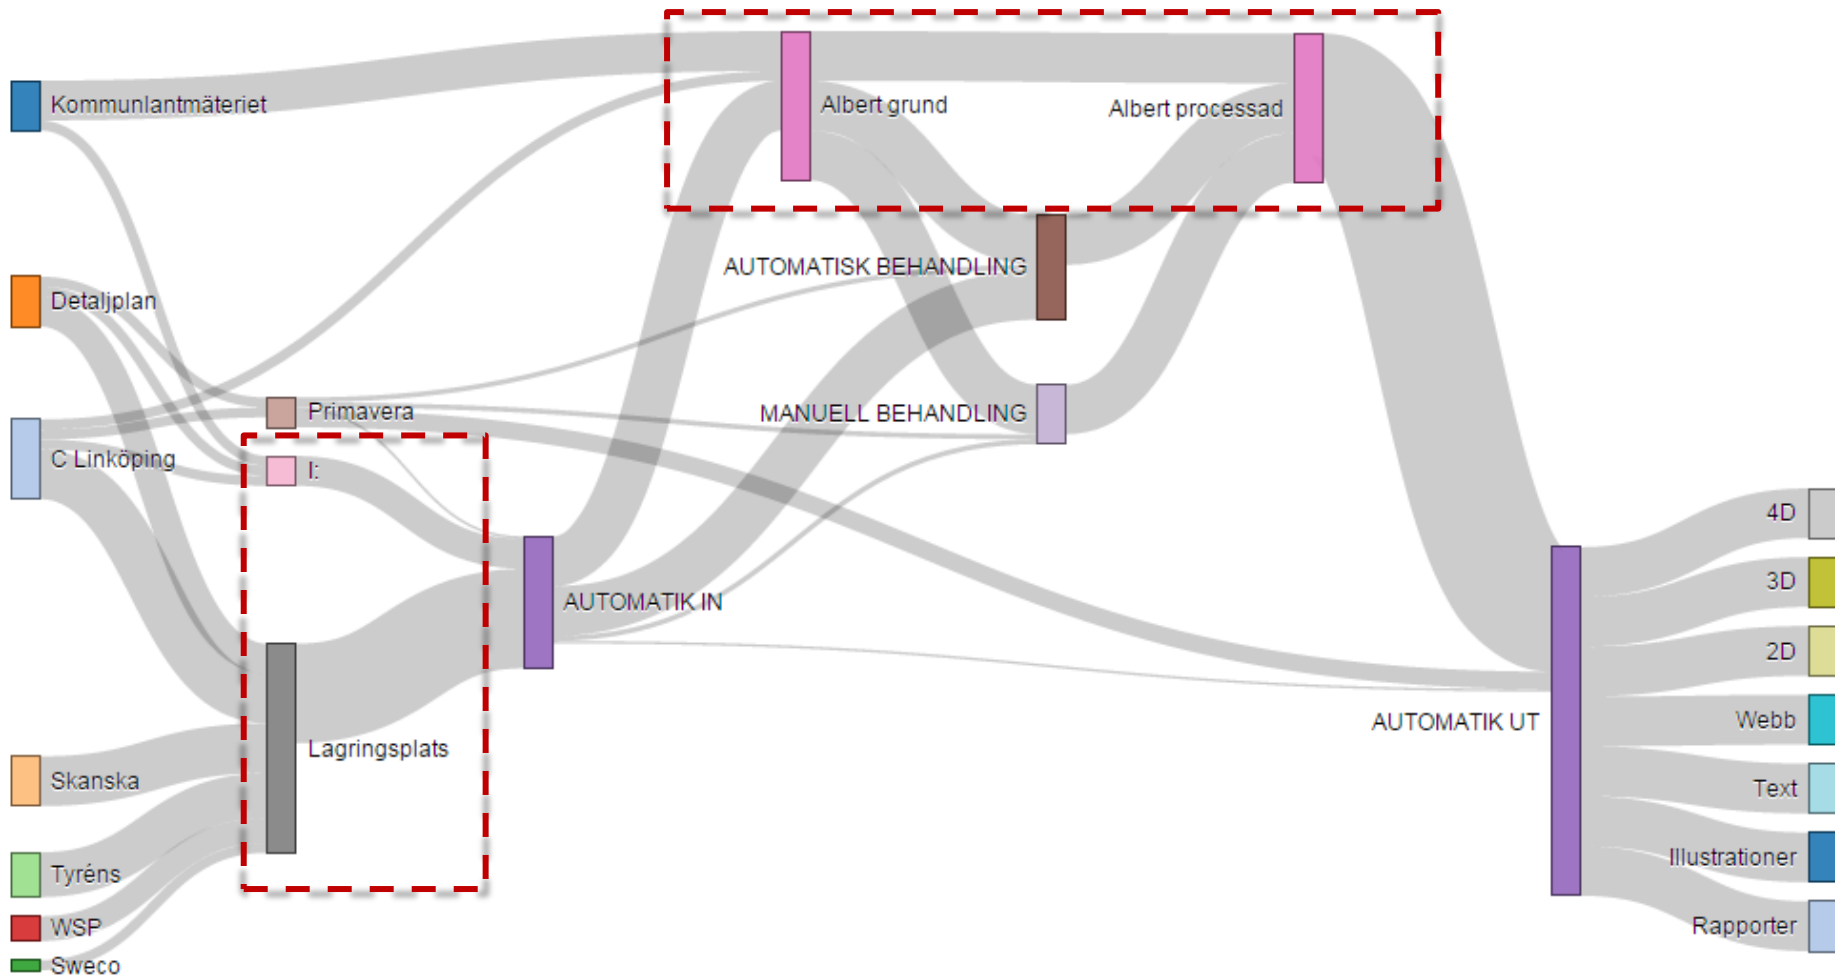 Kommunlantmäteriet
Albert grund
Albert processad
AUTOMATISK BEHANDLING
Detaljplan
Primavera
MANUELL BEHANDLING
C Linköping
I:
AUTOMATIK IN
Lagringsplats
Skanska
Tyréns
WSP
Sweco
AUTOMATIK UT
4D
3D
2D
Webb
Text
Illustrationer
Rapporter